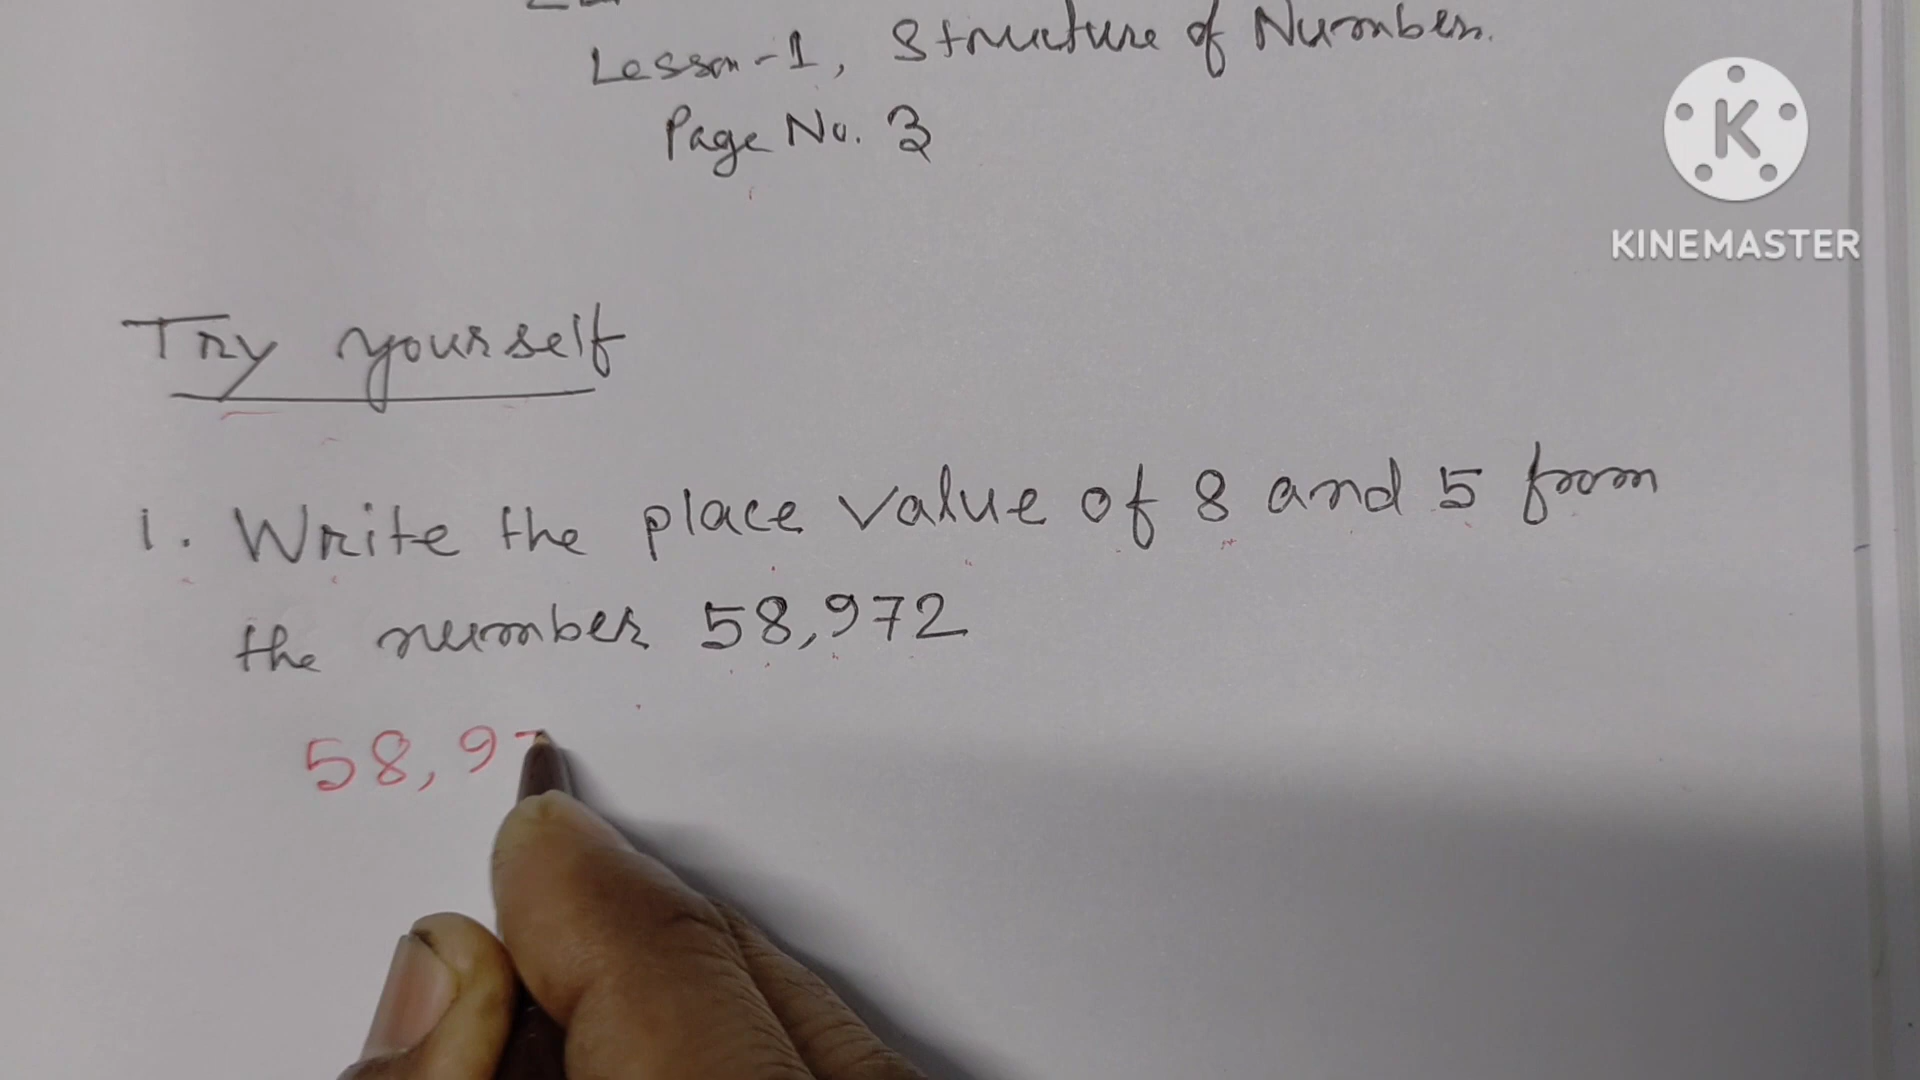 Lesson-1, Structure of Number.
Page No. 3
K
KINEMASTER
Try yourself
1. Write the place value of 8 and 5 from
the number 58,972
58,97